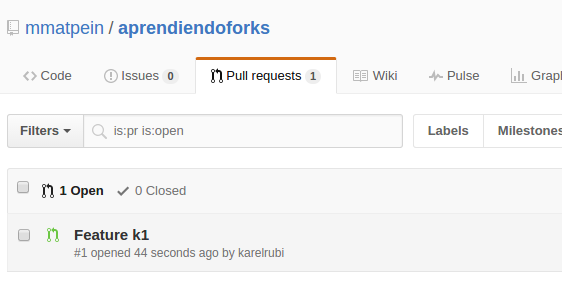 mmatpein / aprendiendoforks
Code Issues 0 Pull requests 1 Wiki Pulse Grap
Filters is:pr is:open Labels Milestones
1 Open 0 Closed
Feature k1
#1 opened 44 seconds ago by karelrubi